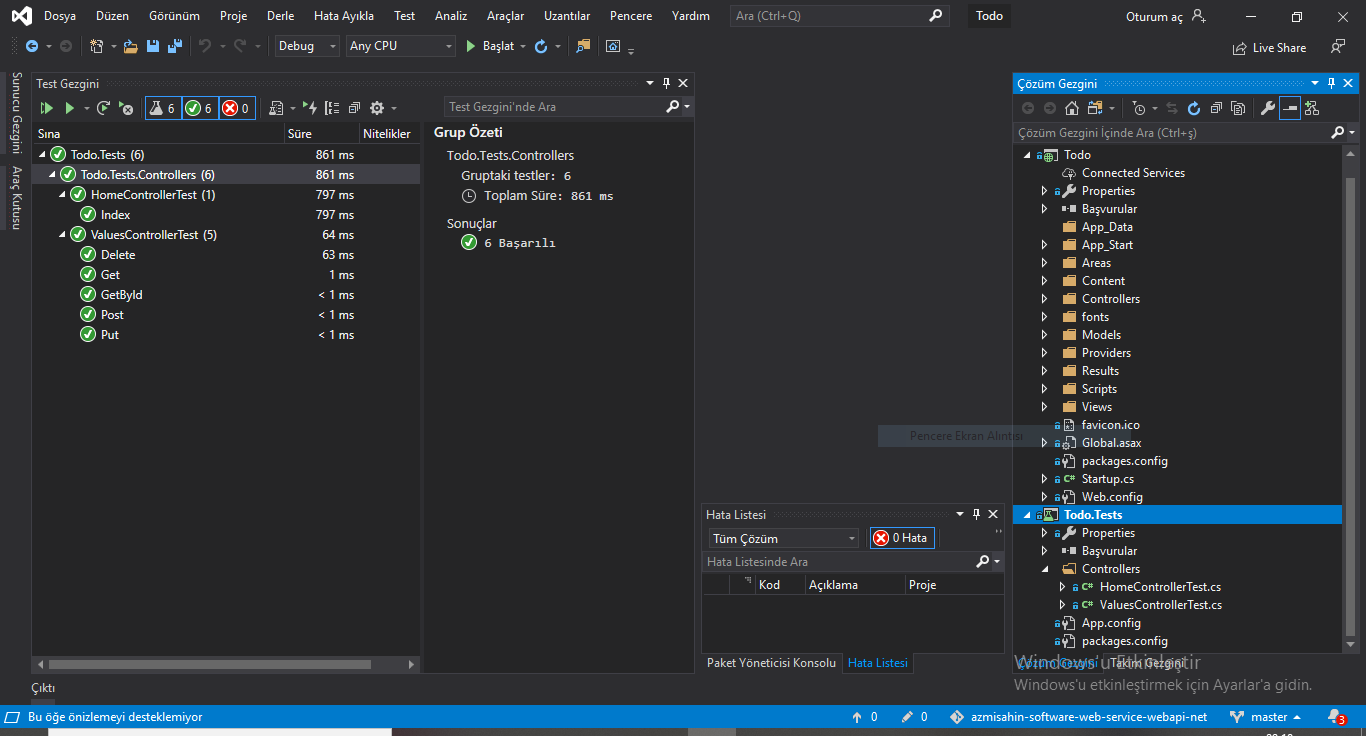 Dosya Düzen Görünüm Proje Derle Hata Ayıkla Test Analiz Araçlar Uzantılar Pencere Yardım Ara (Ctrl+Q) Todo Oturum aç
Debug Any CPU Başlat Live Share
Sunucu Gezgini
Araç Kutusu
Test Gezgini
6 6 0 Test Gezgini'nde Ara
Sına Süre Nitelikler
Todo.Tests (6) 861 ms
Todo.Tests.Controllers (6) 861 ms
HomeControllerTest (1) 797 ms
Index 797 ms
ValuesControllerTest (5) 64 ms
Delete 63 ms
Get 1 ms
GetById < 1 ms
Post < 1 ms
Put < 1 ms
Grup Özeti
Todo.Tests.Controllers
Gruptaki testler: 6
Toplam Süre: 861 ms
Sonuçlar
6 Başarılı
Pencere Ekran Alıntısı
Hata Listesi
Tüm Çözüm 0 Hata
Hata Listesinde Ara
Kod Açıklama Proje
Paket Yöneticisi Konsolu Hata Listesi
Çözüm Gezgini
Çözüm Gezgini İçinde Ara (Ctrl+ş)
Todo
Connected Services
Properties
Başvurular
App_Data
App_Start
Areas
Content
Controllers
fonts
Models
Providers
Results
Scripts
Views
favicon.ico
Global.asax
packages.config
Startup.cs
Web.config
Todo.Tests
Properties
Başvurular
Controllers
HomeControllerTest.cs
ValuesControllerTest.cs
App.config
packages.config
Çözüm Gezgini Takım Gezgini
Windows'u Etkinleştir
Windows'u etkinleştirmek için Ayarlar'a gidin.
Çıktı
Bu öğe önizlemeyi desteklemiyor 0 0 azmisahin-software-web-service-webapi-net master 3